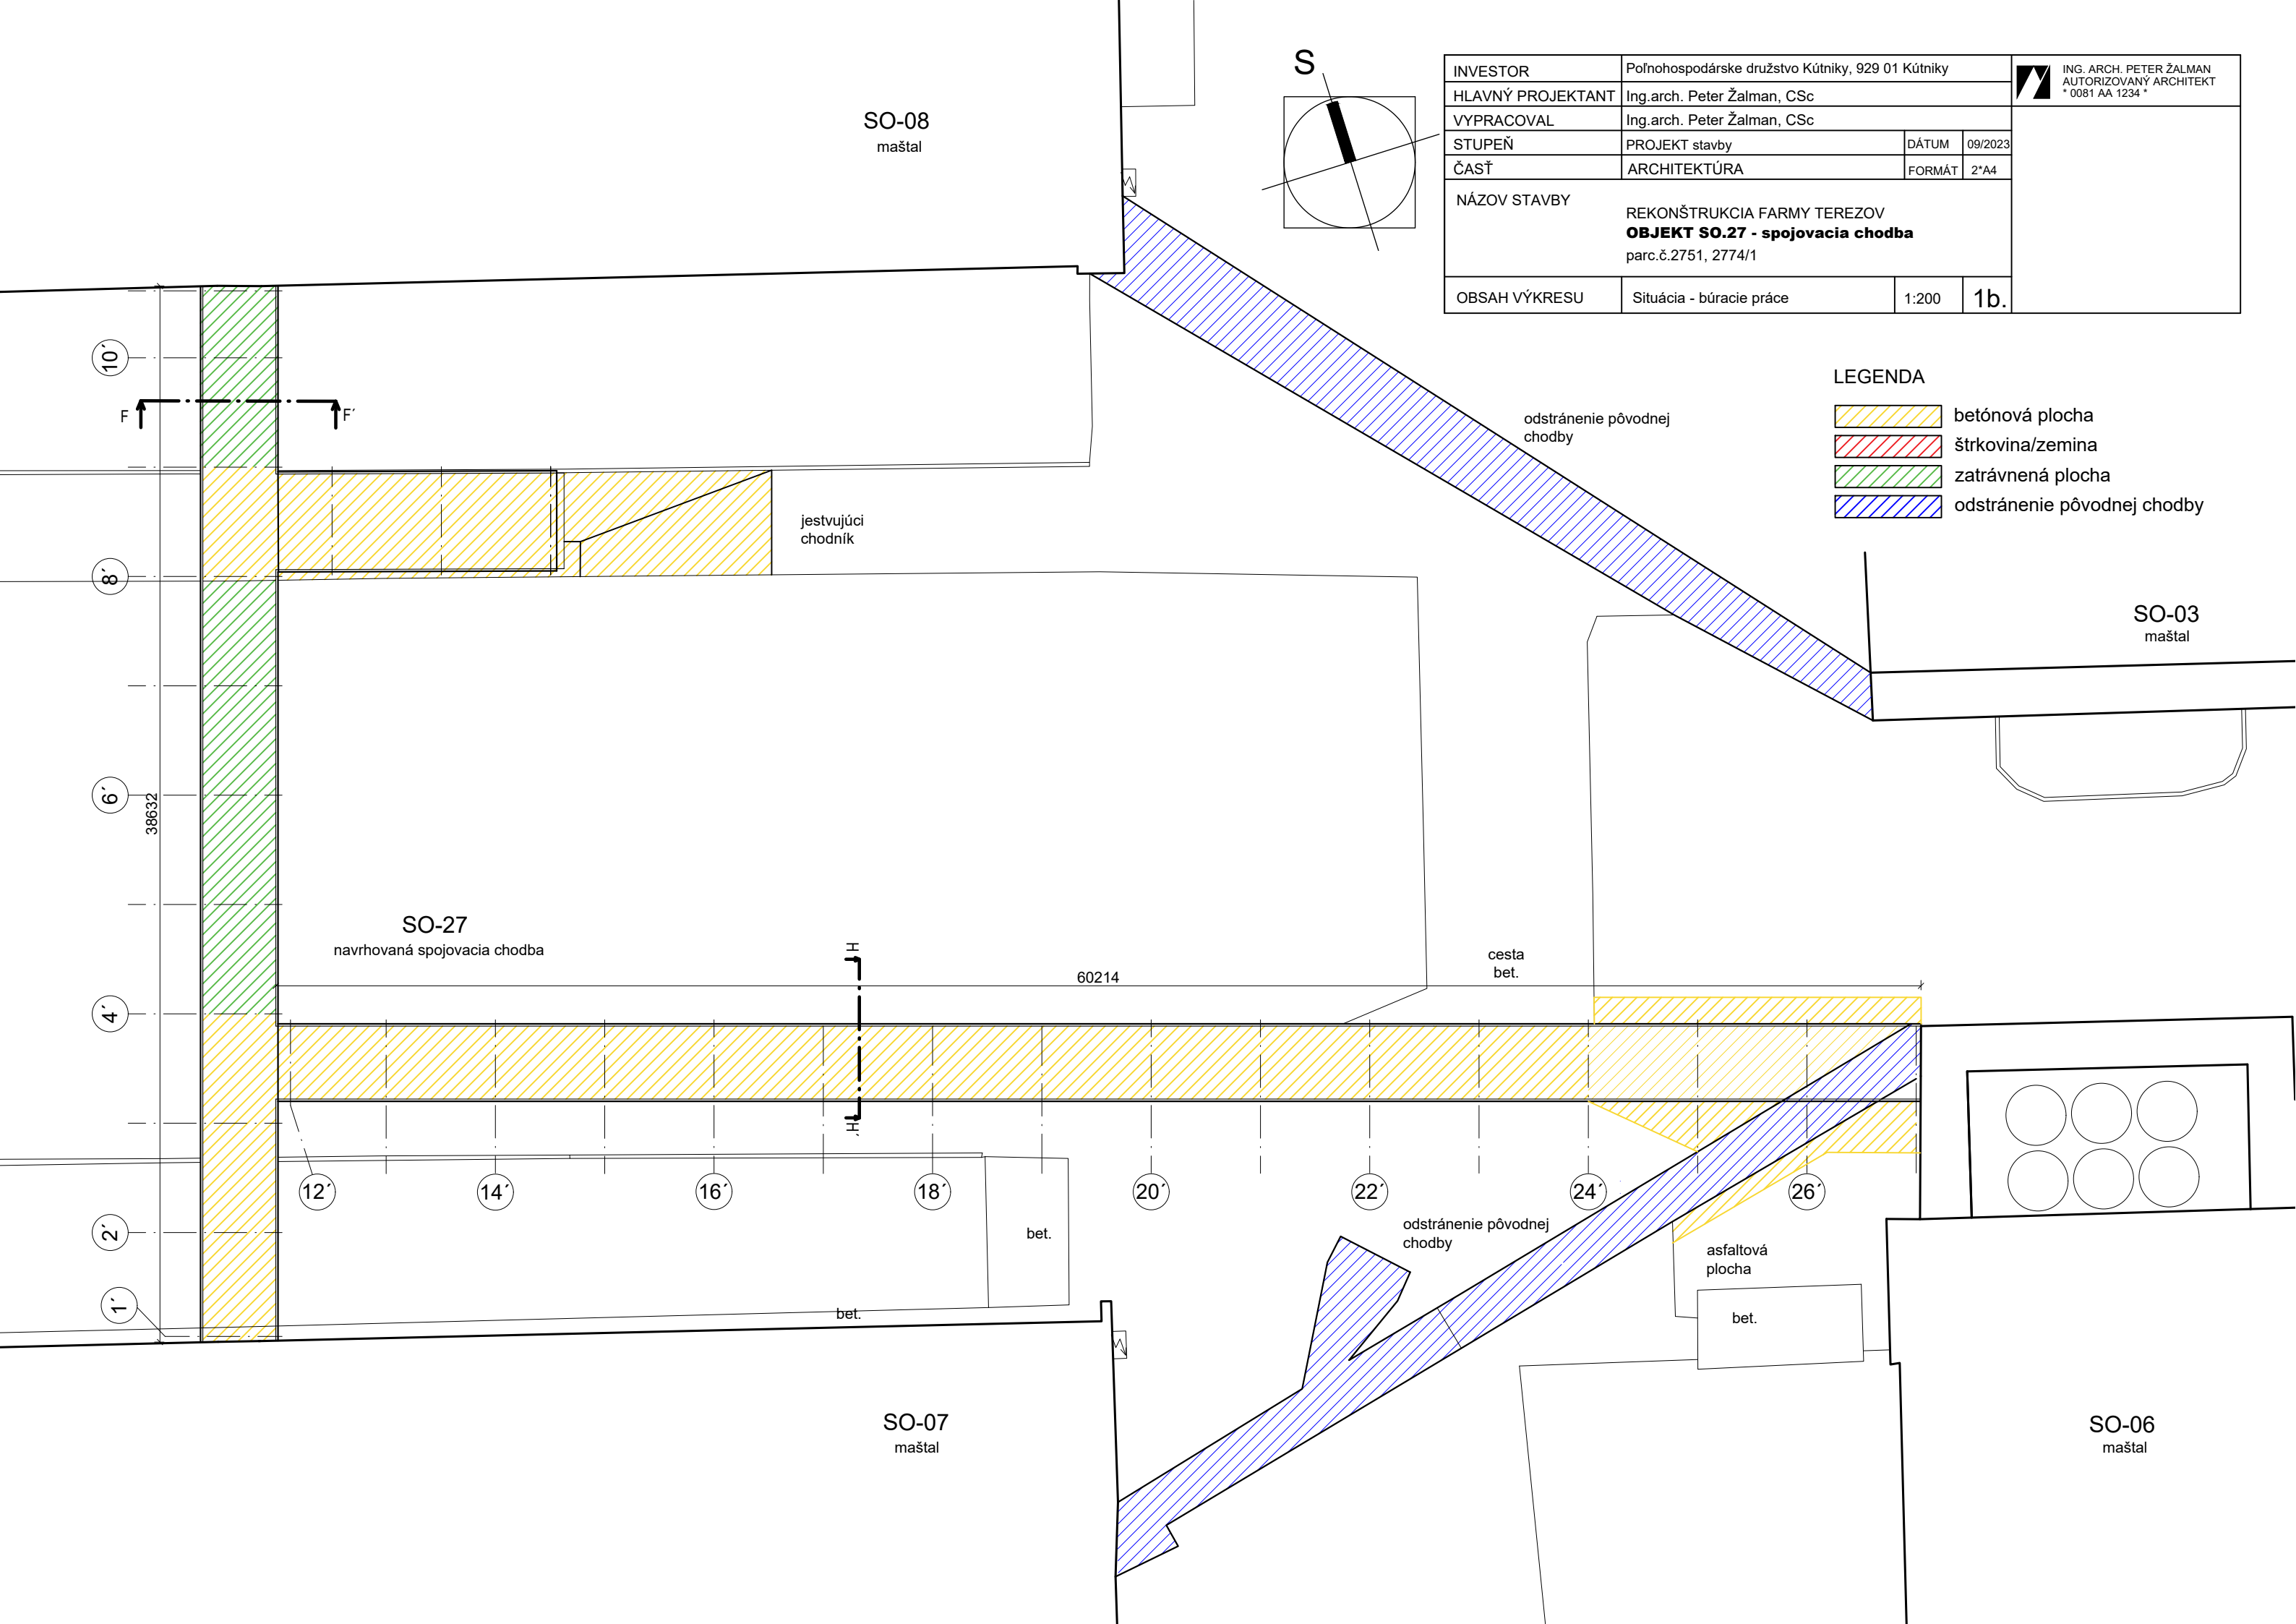 S
INVESTOR
Poľnohospodárske družstvo Kútniky, 929 01 Kútniky
HLAVNÝ PROJEKTANT
Ing.arch. Peter Žalman, CSc
VYPRACOVAL
Ing.arch. Peter Žalman, CSc
STUPEŇ
PROJEKT stavby
DÁTUM
09/2023
ČASŤ
ARCHITEKTÚRA
FORMÁT
2*A4
NÁZOV STAVBY
REKONŠTRUKCIA FARMY TEREZOV
OBJEKT SO.27 - spojovacia chodba
parc.č.2751, 2774/1
OBSAH VÝKRESU
Situácia - búracie práce
1:200
1b.
ING. ARCH. PETER ŽALMAN
AUTORIZOVANÝ ARCHITEKT
* 0081 AA 1234 *
LEGENDA
betónová plocha
štrkovina/zemina
zatrávnená plocha
odstránenie pôvodnej chodby
SO-08
maštal
10´
F
F´
odstránenie pôvodnej
chodby
jestvujúci
chodník
8´
SO-03
maštal
6´
38632
SO-27
navrhovaná spojovacia chodba
H
60214
cesta
bet.
4´
H´
12´
14´
16´
18´
20´
22´
24´
26´
2´
bet.
odstránenie pôvodnej
chodby
asfaltová
plocha
1´
bet.
bet.
SO-07
maštal
SO-06
maštal